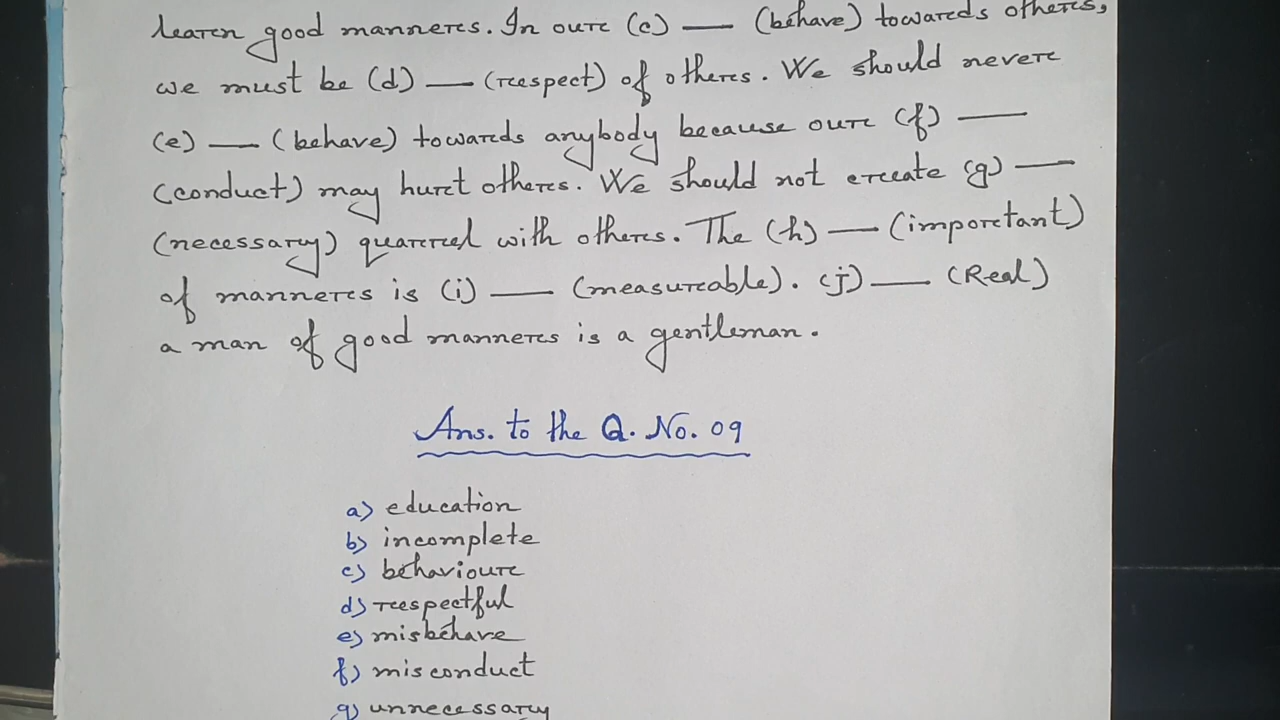 learn good manners. In our (c) — (behave) towards others,
we must be (d) — (respect) of others. We should never
(e) — (behave) towards anybody because our (f) —
(conduct) may hurt others. We should not create (g) —
(necessary) quarrel with others. The (h) — (important)
of manners is (i) — (measureable). (j) — (Real)
a man of good manners is a gentleman.
Ans. to the Q. No. 09
a) education
b) incomplete
c) behaviour
d) respectful
e) misbehave
f) misconduct
g) unnecessary